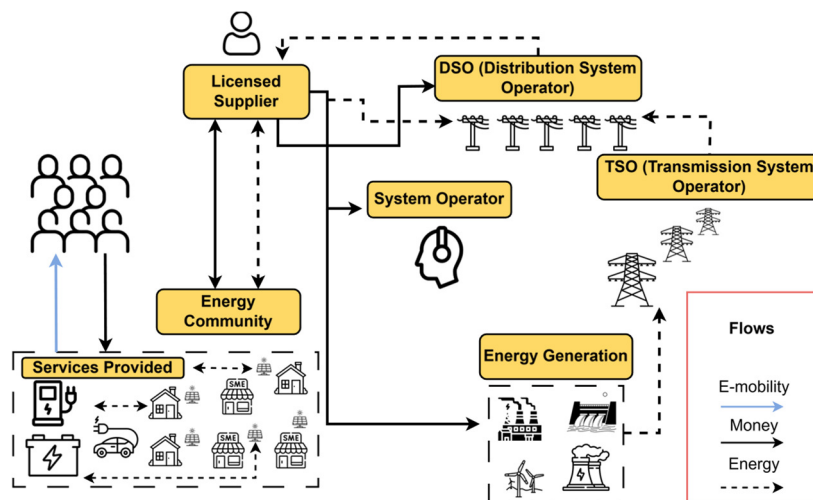 Licensed
Supplier
DSO (Distribution System
Operator)
TSO (Transmission System
Operator)
System Operator
Energy
Community
Services Provided
Energy Generation
SME
SME
SME
SME
Flows
E-mobility
Money
Energy